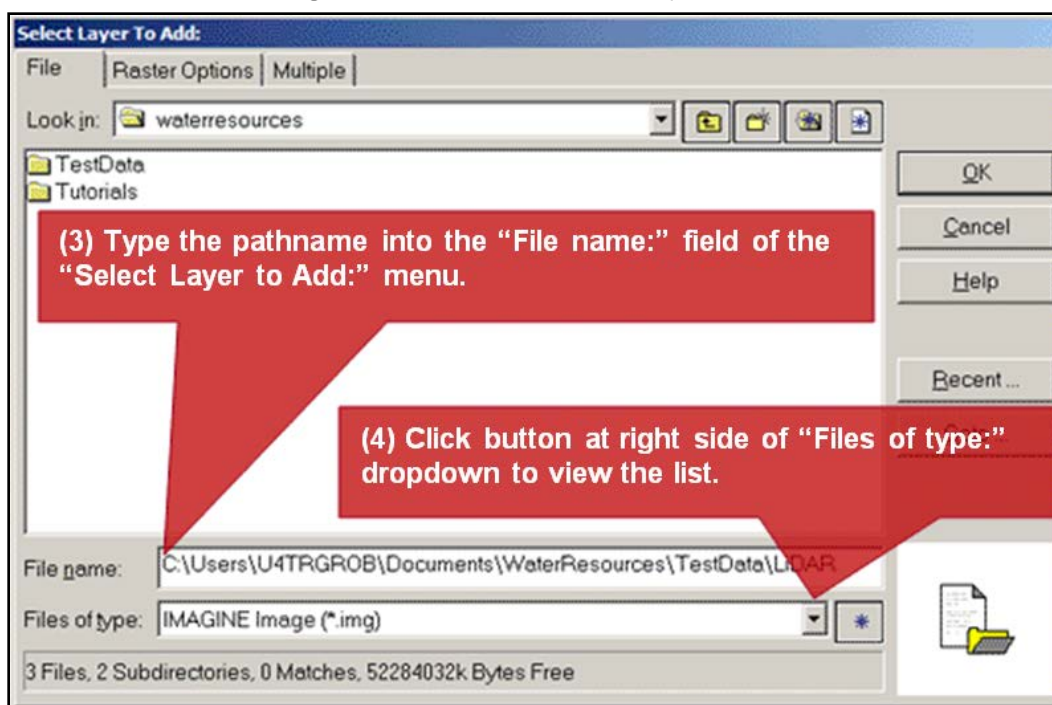 Select Layer To Add:
File Raster Options Multiple
Look in: waterresources
TestData
Tutorials
OK
Cancel
Help
Recent ...
(3) Type the pathname into the “File name:” field of the
“Select Layer to Add:” menu.
(4) Click button at right side of “Files of type:”
dropdown to view the list.
File name: C:\Users\U4TRGROB\Documents\WaterResources\TestData\LiDAR
Files of type: IMAGINE Image (*.img)
3 Files, 2 Subdirectories, 0 Matches, 52284032k Bytes Free